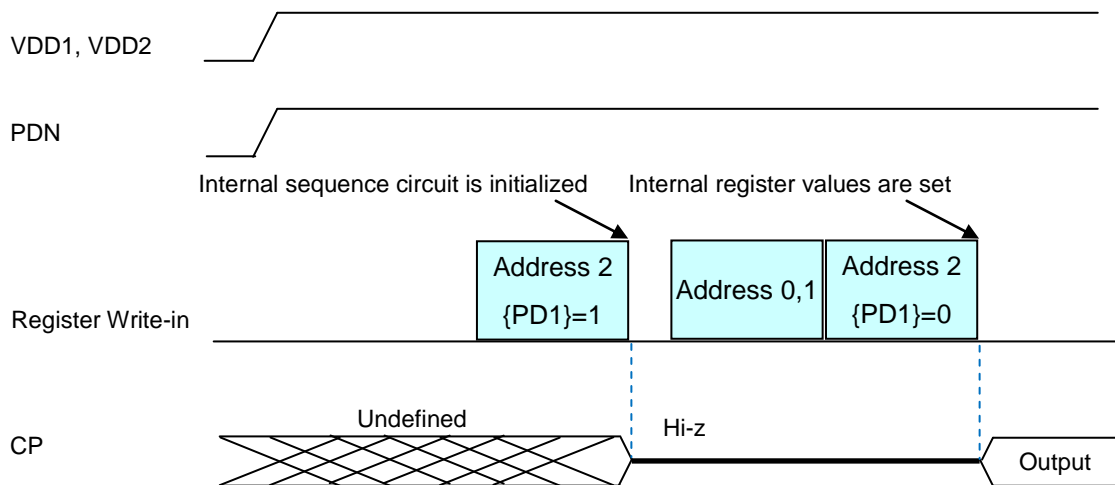 VDD1, VDD2
PDN
Internal sequence circuit is initialized
Internal register values are set
Address 2
{PD1}=1
Address 0,1
Address 2
{PD1}=0
Register Write-in
Undefined
Hi-z
CP
Output